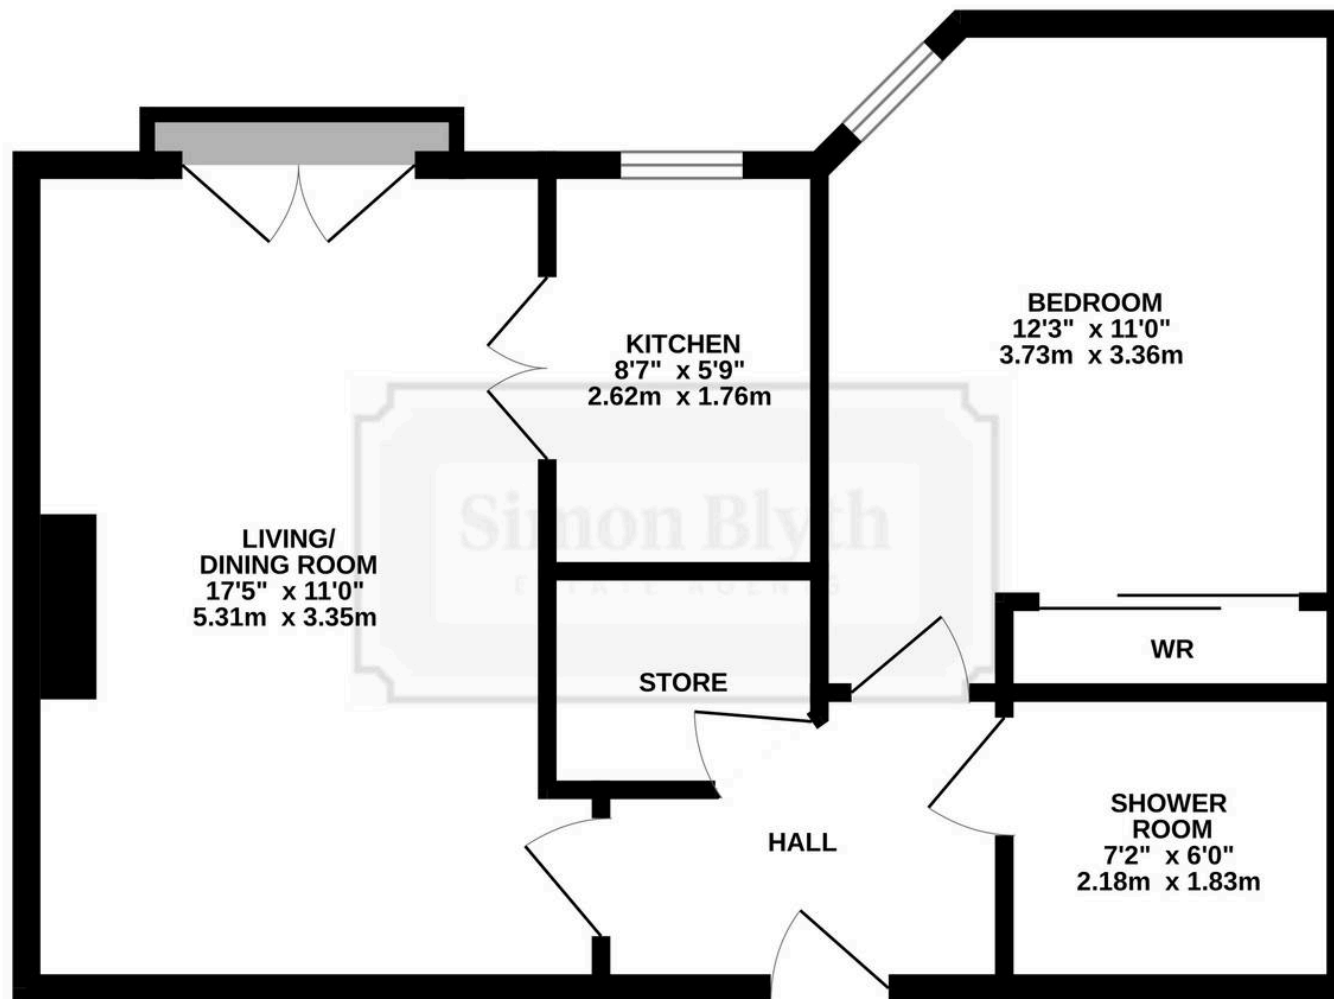 BEDROOM
12'3" x 11'0"
3.73m x 3.36m
KITCHEN
8'7" x 5'9"
2.62m x 1.76m
Simon Blyth
ESTATE AGENTS
LIVING/
DINING ROOM
17'5" x 11'0"
5.31m x 3.35m
WR
STORE
SHOWER
ROOM
7'2" x 6'0"
2.18m x 1.83m
HALL